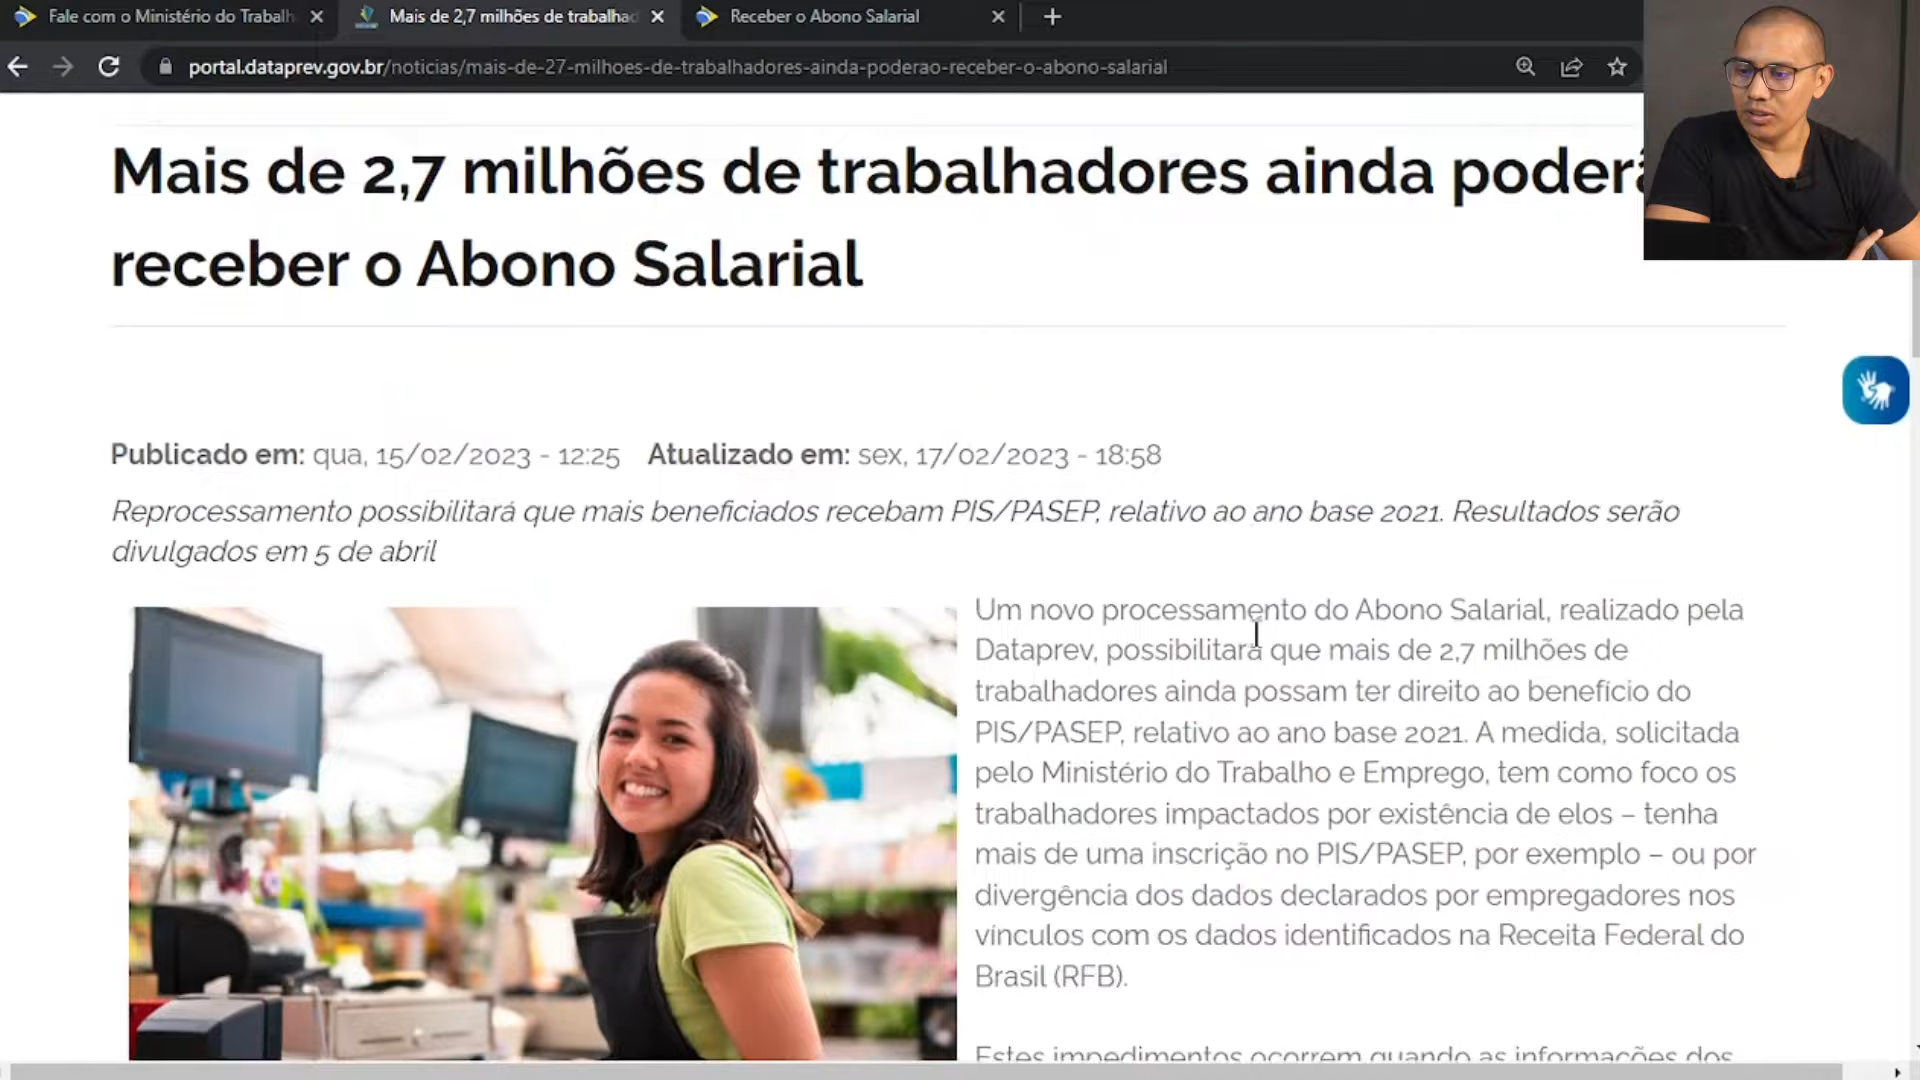 Fale com o Ministério do Trabalh
Mais de 2,7 milhões de trabalhad
Receber o Abono Salarial
portal.dataprev.gov.br/noticias/mais-de-27-milhoes-de-trabalhadores-ainda-poderao-receber-o-abono-salarial
Mais de 2,7 milhões de trabalhadores ainda poderã
receber o Abono Salarial
Publicado em: qua, 15/02/2023 - 12:25 Atualizado em: sex, 17/02/2023 - 18:58
Reprocessamento possibilitará que mais beneficiados recebam PIS/PASEP, relativo ao ano base 2021. Resultados serão
divulgados em 5 de abril
Um novo processamento do Abono Salarial, realizado pela
Dataprev, possibilitará que mais de 2,7 milhões de
trabalhadores ainda possam ter direito ao benefício do
PIS/PASEP, relativo ao ano base 2021. A medida, solicitada
pelo Ministério do Trabalho e Emprego, tem como foco os
trabalhadores impactados por existência de elos – tenha
mais de uma inscrição no PIS/PASEP, por exemplo – ou por
divergência dos dados declarados por empregadores nos
vínculos com os dados identificados na Receita Federal do
Brasil (RFB).
Estes impedimentos ocorrem quando as informações dos